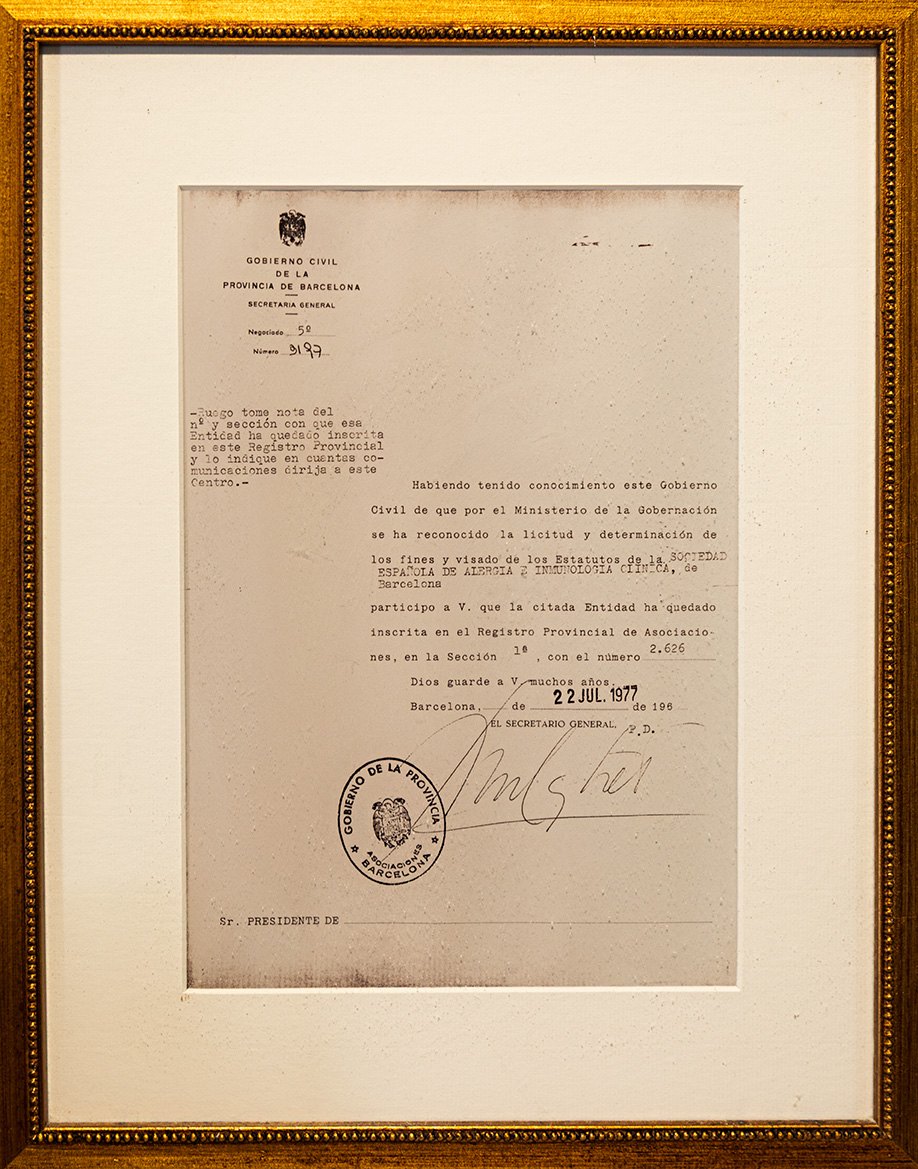 GOBIERNO CIVIL
DE LA
PROVINCIA DE BARCELONA
SECRETARIA GENERAL
Negociado 5º
Número 3197
-Ruego tome nota del
nº y sección con que esa
Entidad ha quedado inscrita
en este Registro Provincial
y lo indique en cuantas co-
municaciones dirija a este
Centro.-
Habiendo tenido conocimiento este Gobierno
Civil de que por el Ministerio de la Gobernación
se ha reconocido la licitud y determinación de
los fines y visado de los Estatutos de la SOCIEDAD
ESPAÑOLA DE ALERGIA E INMUNOLOGIA CLINICA, de
Barcelona
participo a V. que la citada Entidad ha quedado
inscrita en el Registro Provincial de Asociacio-
nes, en la Sección 1ª, con el número 2.626
Dios guarde a V. muchos años.
Barcelona, de 22 JUL. 1977 de 196
EL SECRETARIO GENERAL, P.D.
GOBIERNO DE LA PROVINCIA
ASOCIACIONES
BARCELONA
Sr. PRESIDENTE DE